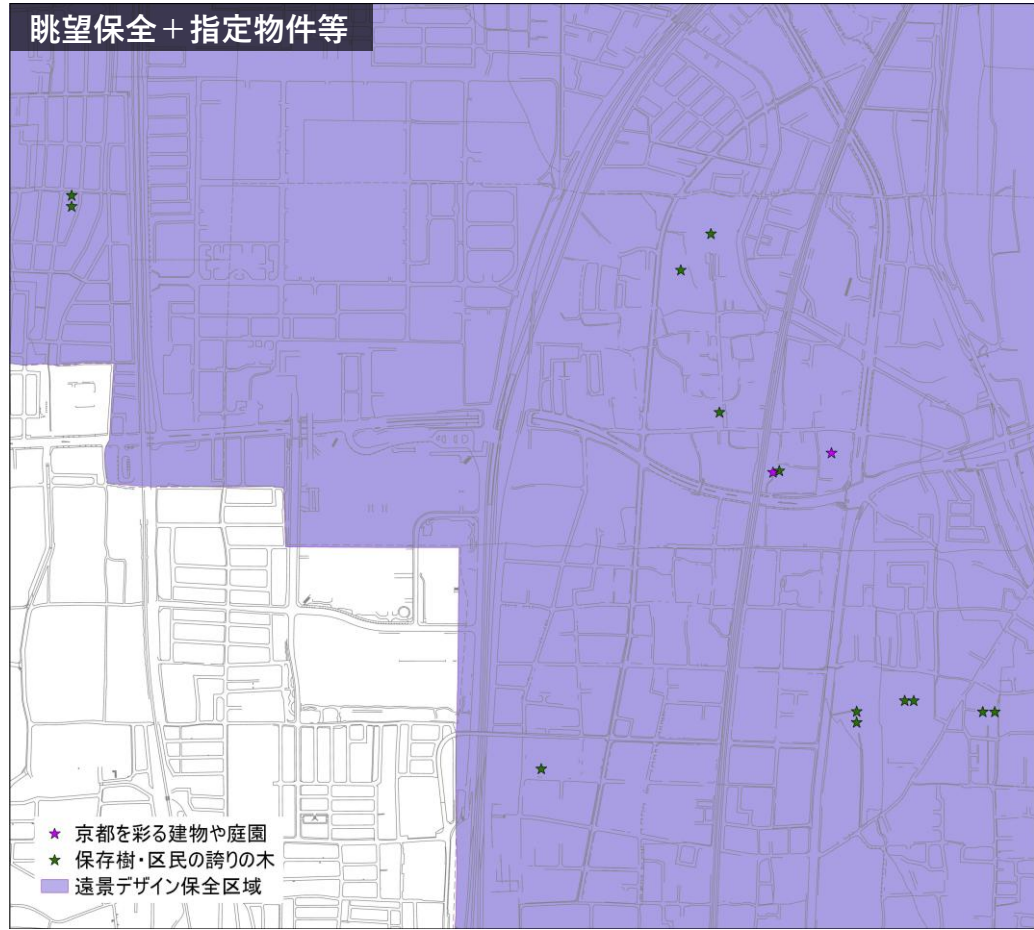 眺望保全＋指定物件等
京都を彩る建物や庭園
保存樹・区民の誇りの木
遠景デザイン保全区域